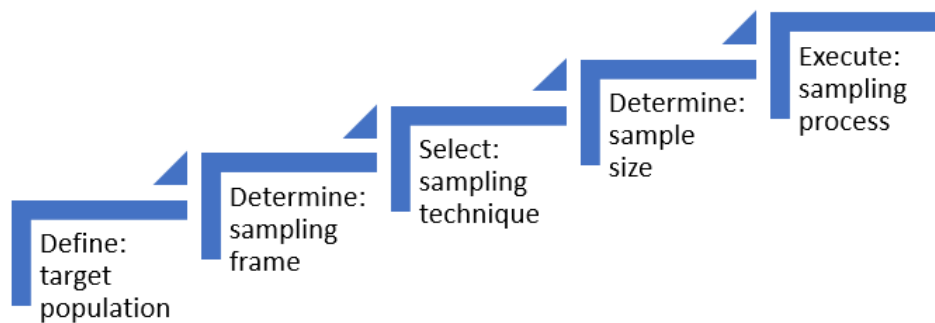 Define:
target
population
Determine:
sampling
frame
Select:
sampling
technique
Determine:
sample
size
Execute:
sampling
process